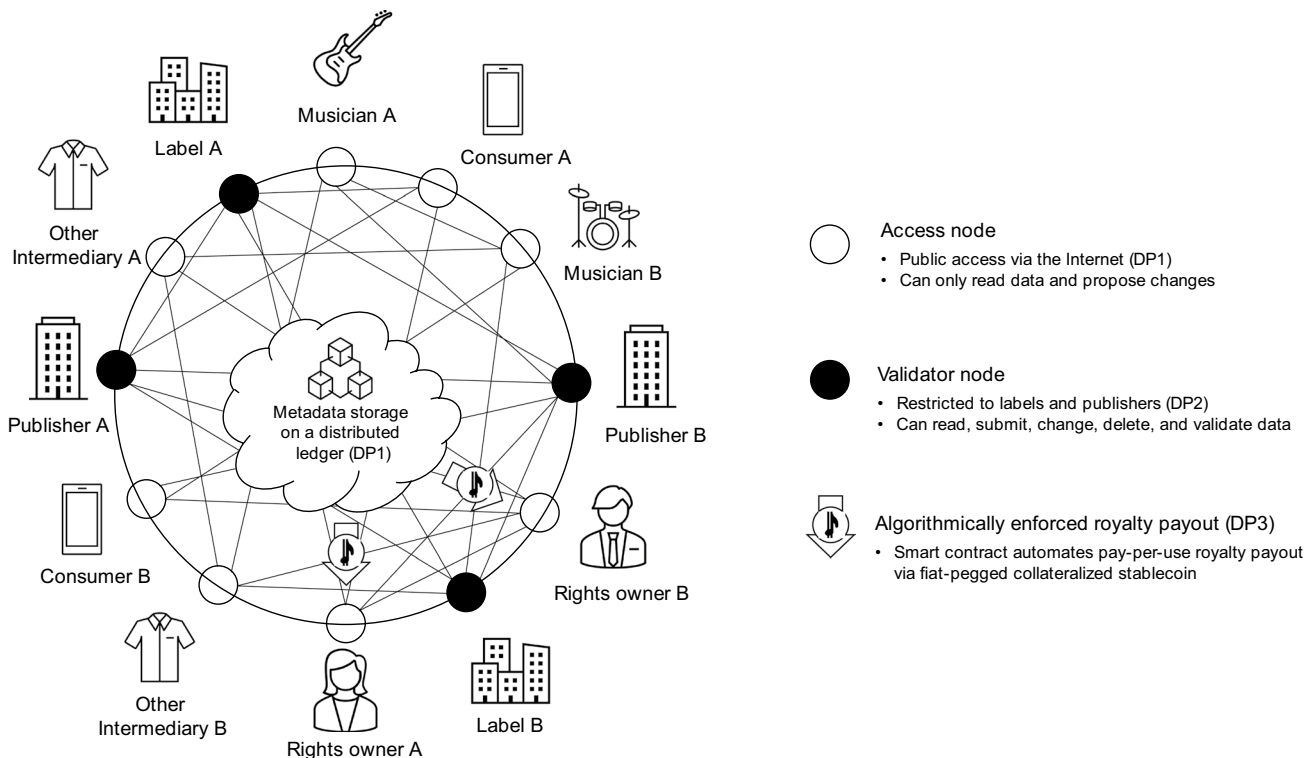 Musician A
Label A
Consumer A
Other
Intermediary A
Musician B
Publisher A
Publisher B
Metadata storage
on a distributed
ledger (DP1)
Consumer B
Rights owner B
Other
Intermediary B
Label B
Rights owner A
Access node
• Public access via the Internet (DP1)
• Can only read data and propose changes
Validator node
• Restricted to labels and publishers (DP2)
• Can read, submit, change, delete, and validate data
Algorithmically enforced royalty payout (DP3)
• Smart contract automates pay-per-use royalty payout
via fiat-pegged collateralized stablecoin